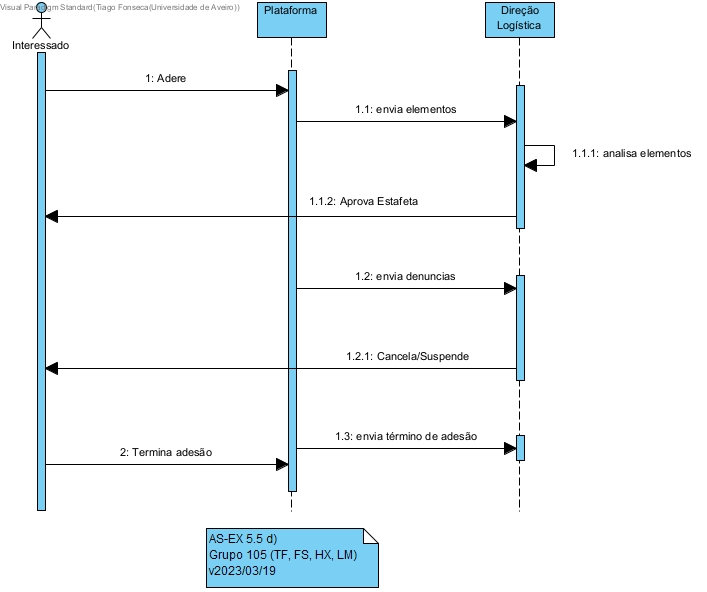 Visual Paradigm Standard(Tiago Fonseca(Universidade de Aveiro))
Interessado
Plataforma
Direção
Logística
1: Adere
1.1: envia elementos
1.1.1: analisa elementos
1.1.2: Aprova Estafeta
1.2: envia denuncias
1.2.1: Cancela/Suspende
1.3: envia término de adesão
2: Termina adesão
AS-EX 5.5 d)
Grupo 105 (TF, FS, HX, LM)
v2023/03/19